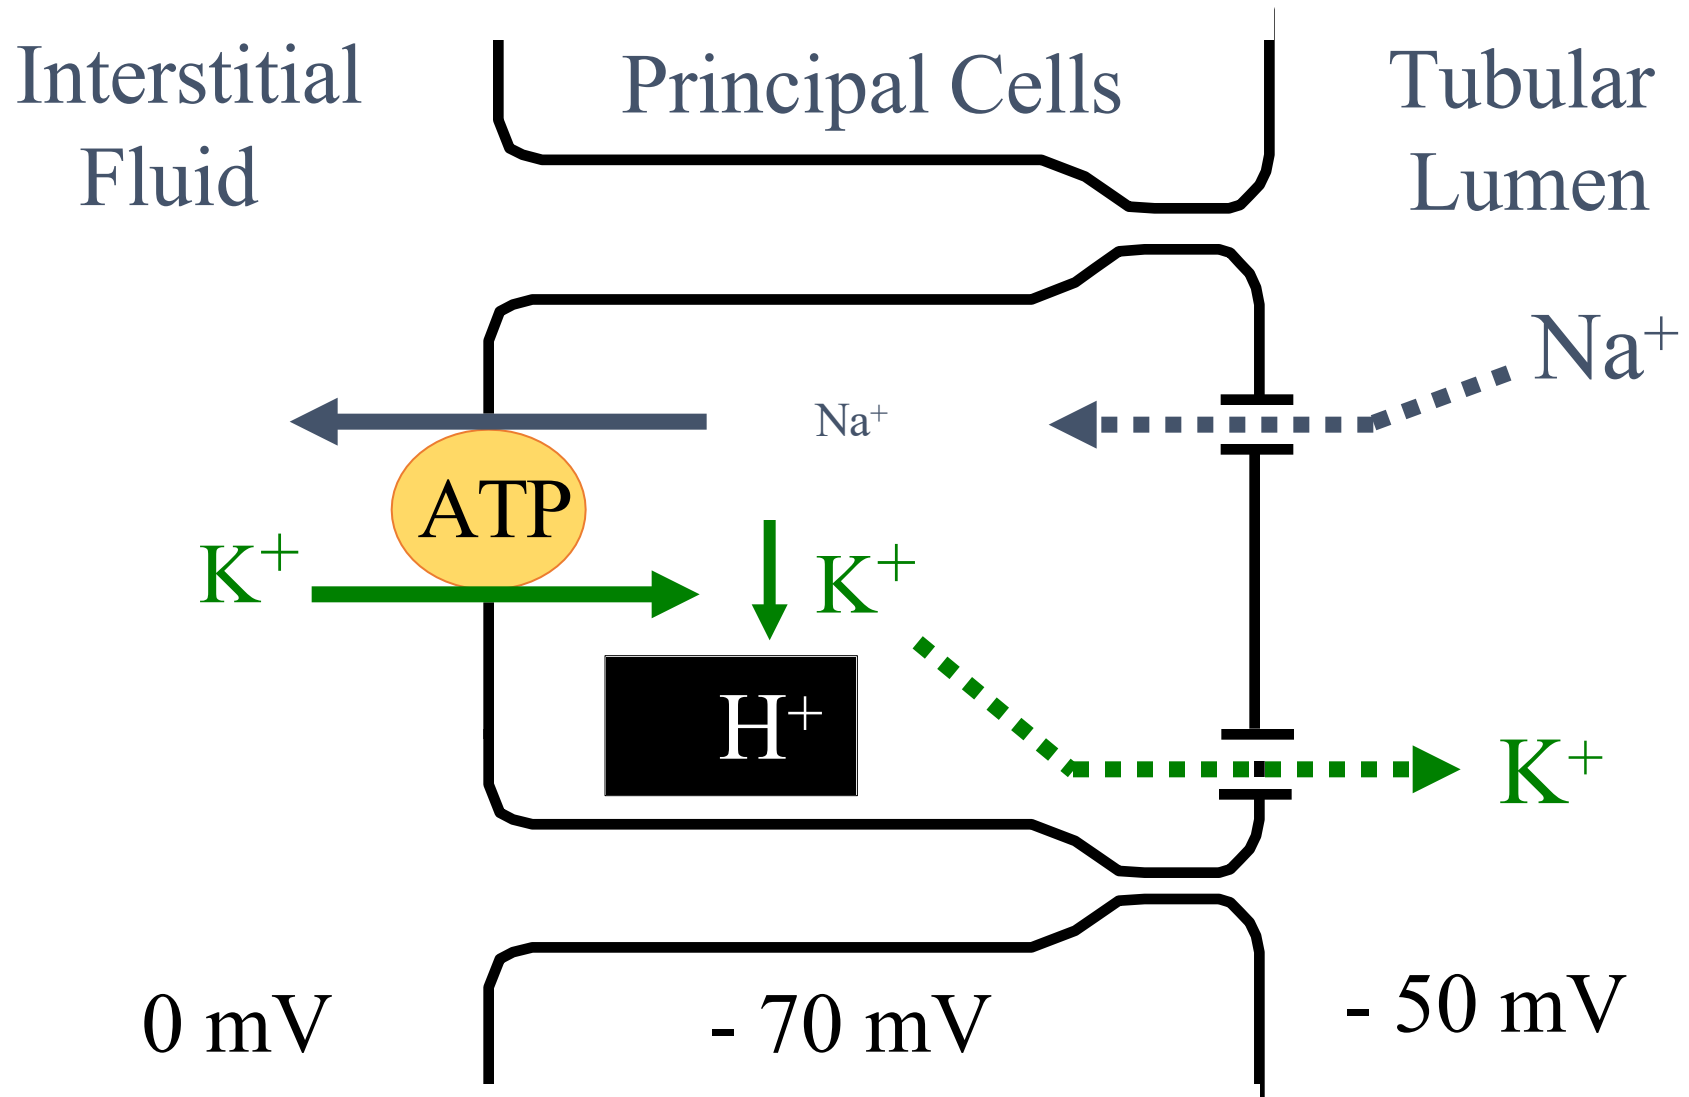 Interstitial
Fluid
Principal Cells
Tubular
Lumen
Na⁺
Na⁺
ATP
K⁺
K⁺
H⁺
K⁺
0 mV
- 70 mV
- 50 mV